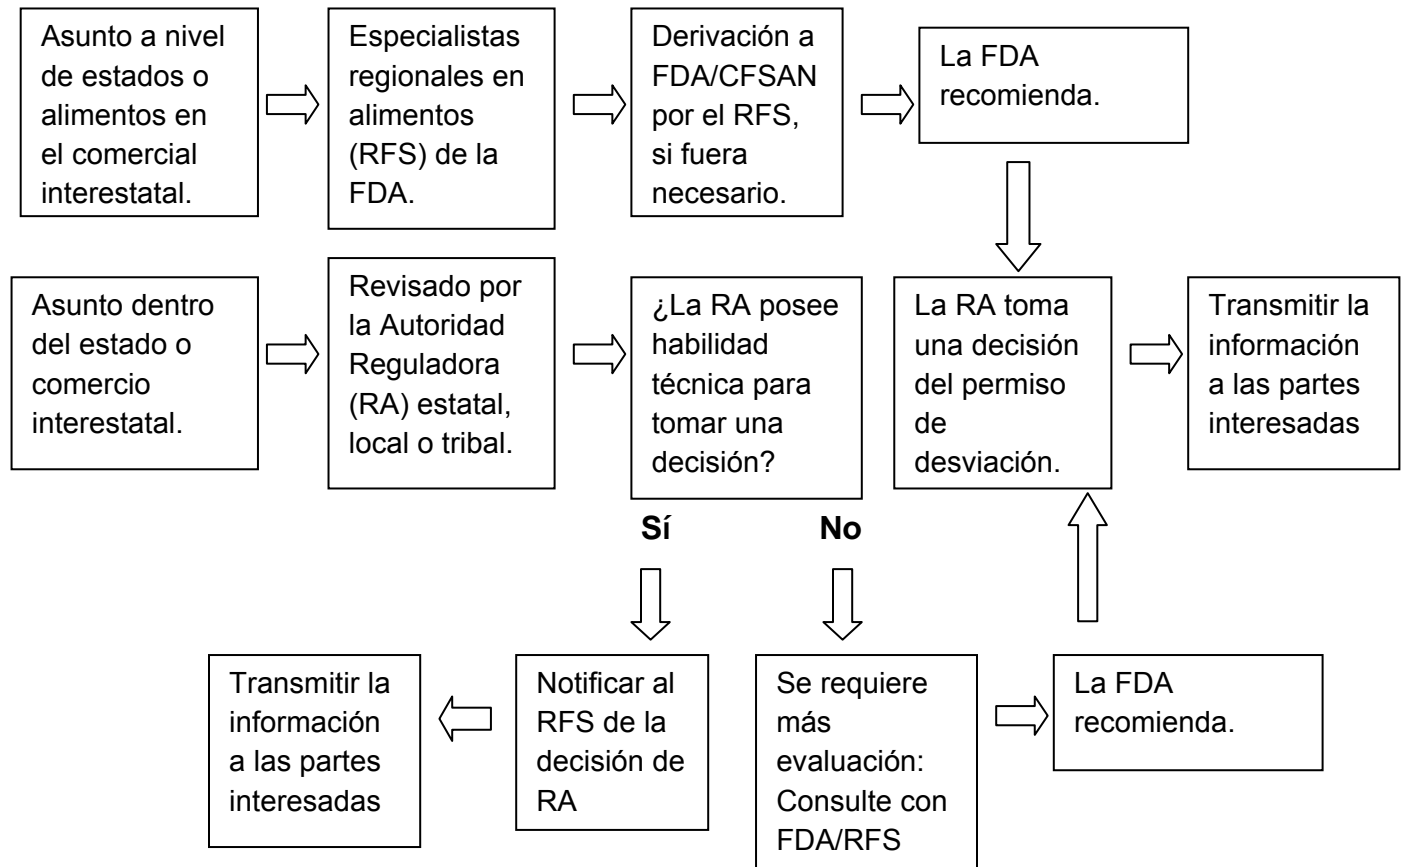 Asunto a nivel
de estados o
alimentos en
el comercial
interestatal.
Especialistas
regionales en
alimentos
(RFS) de la
FDA.
Derivación a
FDA/CFSAN
por el RFS,
si fuera
necesario.
La FDA
recomienda.
Asunto dentro
del estado o
comercio
interestatal.
Revisado por
la Autoridad
Reguladora
(RA) estatal,
local o tribal.
¿La RA posee
habilidad
técnica para
tomar una
decisión?
La RA toma
una decisión
del permiso
de
desviación.
Transmitir la
información
a las partes
interesadas
Sí
No
Transmitir la
información
a las partes
interesadas
Notificar al
RFS de la
decisión de
RA
Se requiere
más
evaluación:
Consulte con
FDA/RFS
La FDA
recomienda.